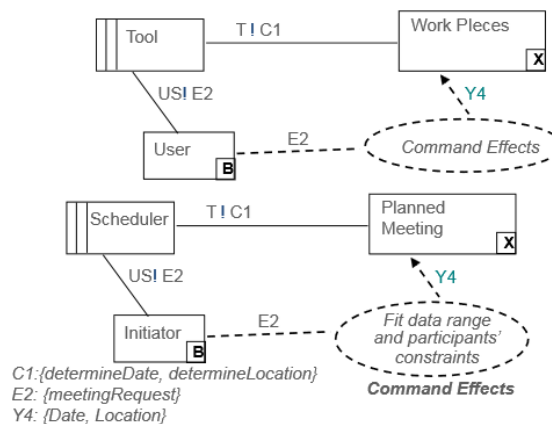 T ! C1
Tool
Work Pleces
X
US! E2
Y4
User
B
E2
Command Effects
Scheduler
T ! C1
Planned
Meeting
X
US! E2
Y4
Initiator
B
E2
Fit data range
and participants'
constraints
C1:{determineDate, determineLocation}
Command Effects
E2: {meetingRequest}
Y4: {Date, Location}